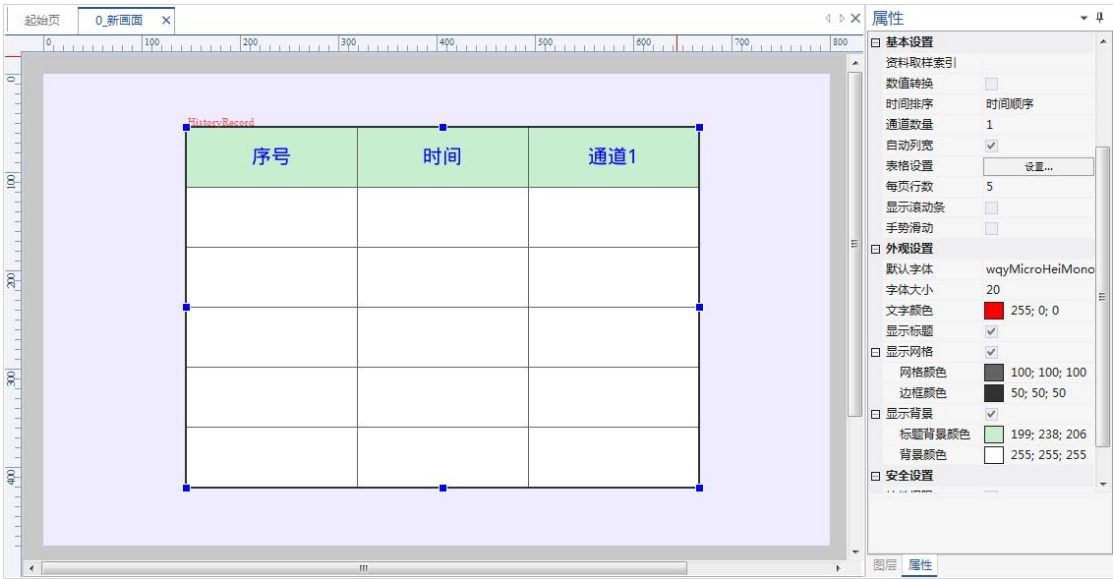 起始页 0_新画面
0 100 200 300 400 500 600 700 800
0
100
200
300
400
HistoryRecord
序号 时间 通道1
属性
基本设置
资料取样索引
数值转换
时间排序 时间顺序
通道数量 1
自动列宽
表格设置 设置...
每页行数 5
显示滚动条
手势滑动
外观设置
默认字体 wqyMicroHeiMono
字体大小 20
文字颜色 255; 0; 0
显示标题
显示网格
网格颜色 100; 100; 100
边框颜色 50; 50; 50
显示背景
标题背景颜色 199; 238; 206
背景颜色 255; 255; 255
安全设置
图层 属性